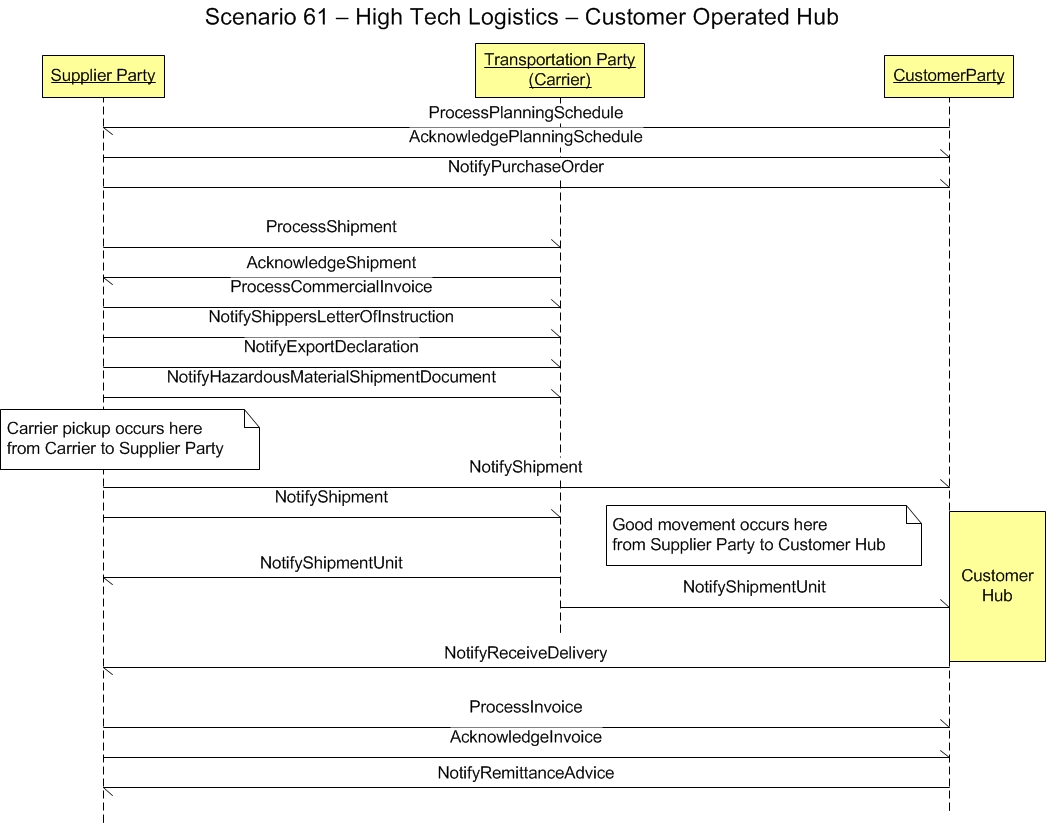 Scenario 61 – High Tech Logistics – Customer Operated Hub
Supplier Party
Transportation Party
(Carrier)
CustomerParty
ProcessPlanningSchedule
AcknowledgePlanningSchedule
NotifyPurchaseOrder
ProcessShipment
AcknowledgeShipment
ProcessCommercialInvoice
NotifyShippersLetterOfInstruction
NotifyExportDeclaration
NotifyHazardousMaterialShipmentDocument
Carrier pickup occurs here
from Carrier to Supplier Party
NotifyShipment
NotifyShipment
Good movement occurs here
from Supplier Party to Customer Hub
NotifyShipmentUnit
NotifyShipmentUnit
Customer
Hub
NotifyReceiveDelivery
ProcessInvoice
AcknowledgeInvoice
NotifyRemittanceAdvice